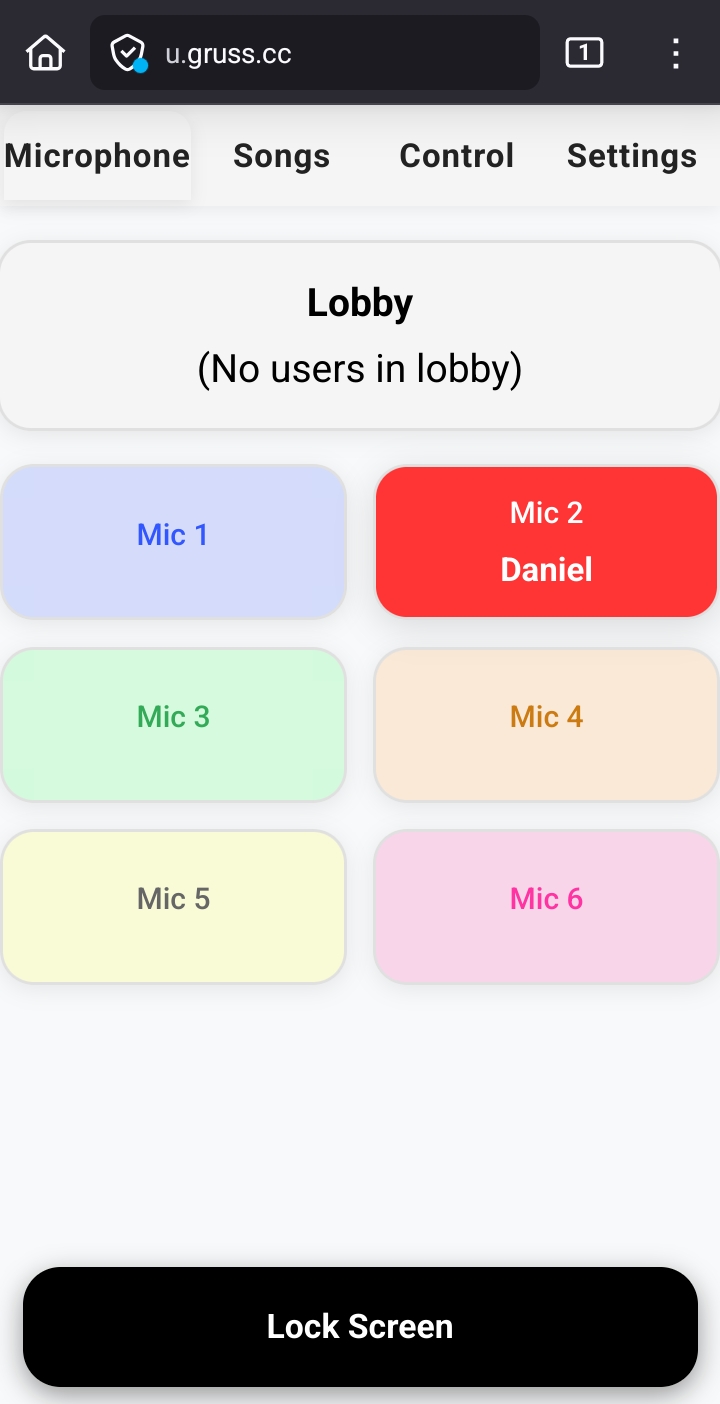 u.gruss.cc
1
Microphone Songs Control Settings
Lobby
(No users in lobby)
Mic 1
Mic 2
Daniel
Mic 3
Mic 4
Mic 5
Mic 6
Lock Screen